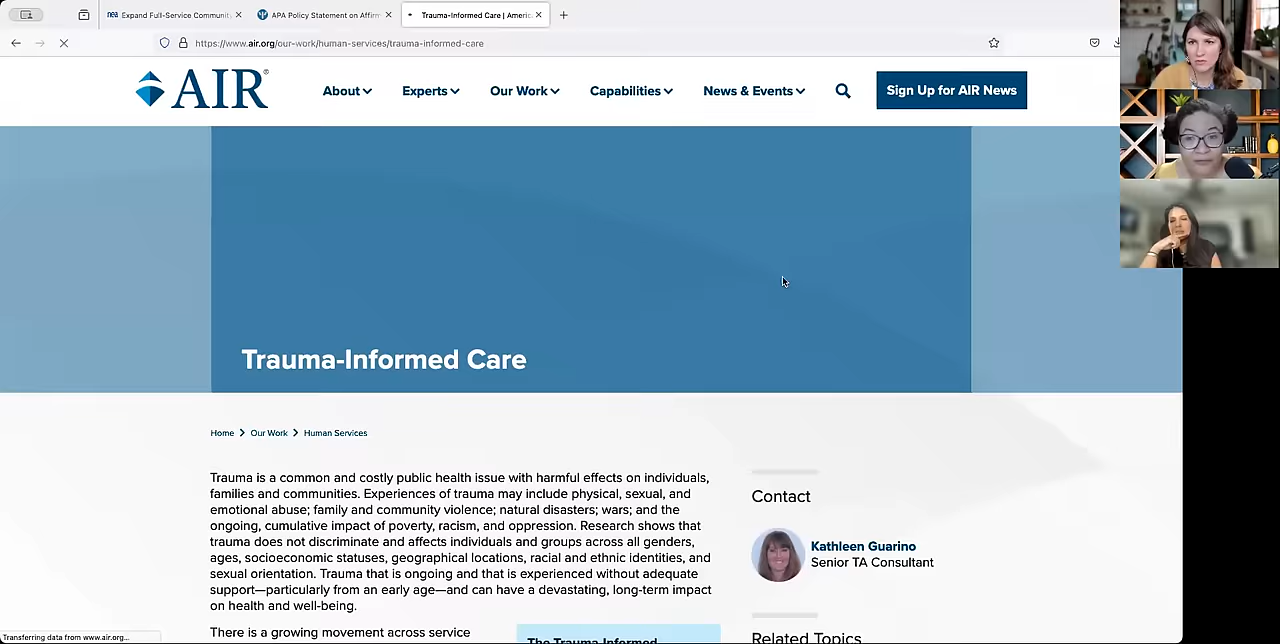 nea Expand Full-Service Communit
APA Policy Statement on Affirm
Trauma-Informed Care | Americ
https://www.air.org/our-work/human-services/trauma-informed-care
AIR®
About
Experts
Our Work
Capabilities
News & Events
Sign Up for AIR News
Trauma-Informed Care
Home > Our Work > Human Services
Trauma is a common and costly public health issue with harmful effects on individuals,
families and communities. Experiences of trauma may include physical, sexual, and
emotional abuse; family and community violence; natural disasters; wars; and the
ongoing, cumulative impact of poverty, racism, and oppression. Research shows that
trauma does not discriminate and affects individuals and groups across all genders,
ages, socioeconomic statuses, geographical locations, racial and ethnic identities, and
sexual orientation. Trauma that is ongoing and that is experienced without adequate
support—particularly from an early age—and can have a devastating, long-term impact
on health and well-being.
There is a growing movement across service
The Trauma-Informed
Contact
Kathleen Guarino
Senior TA Consultant
Related Topics
Transferring data from www.air.org...